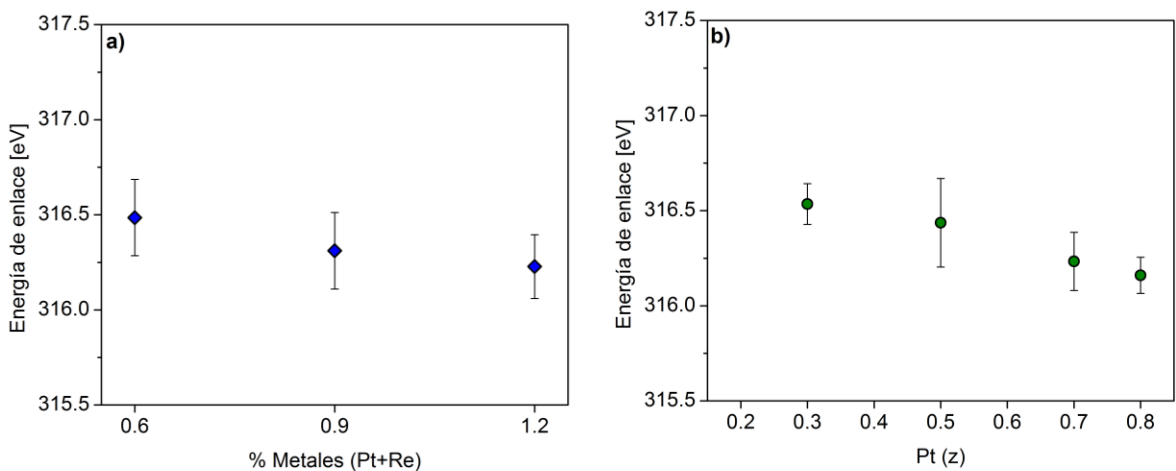 a)
317.5
317.0
316.5
316.0
315.5
Energía de enlace [eV]
0.6 0.9 1.2
% Metales (Pt+Re)
b)
317.5
317.0
316.5
316.0
315.5
Energía de enlace [eV]
0.2 0.3 0.4 0.5 0.6 0.7 0.8
Pt (z)